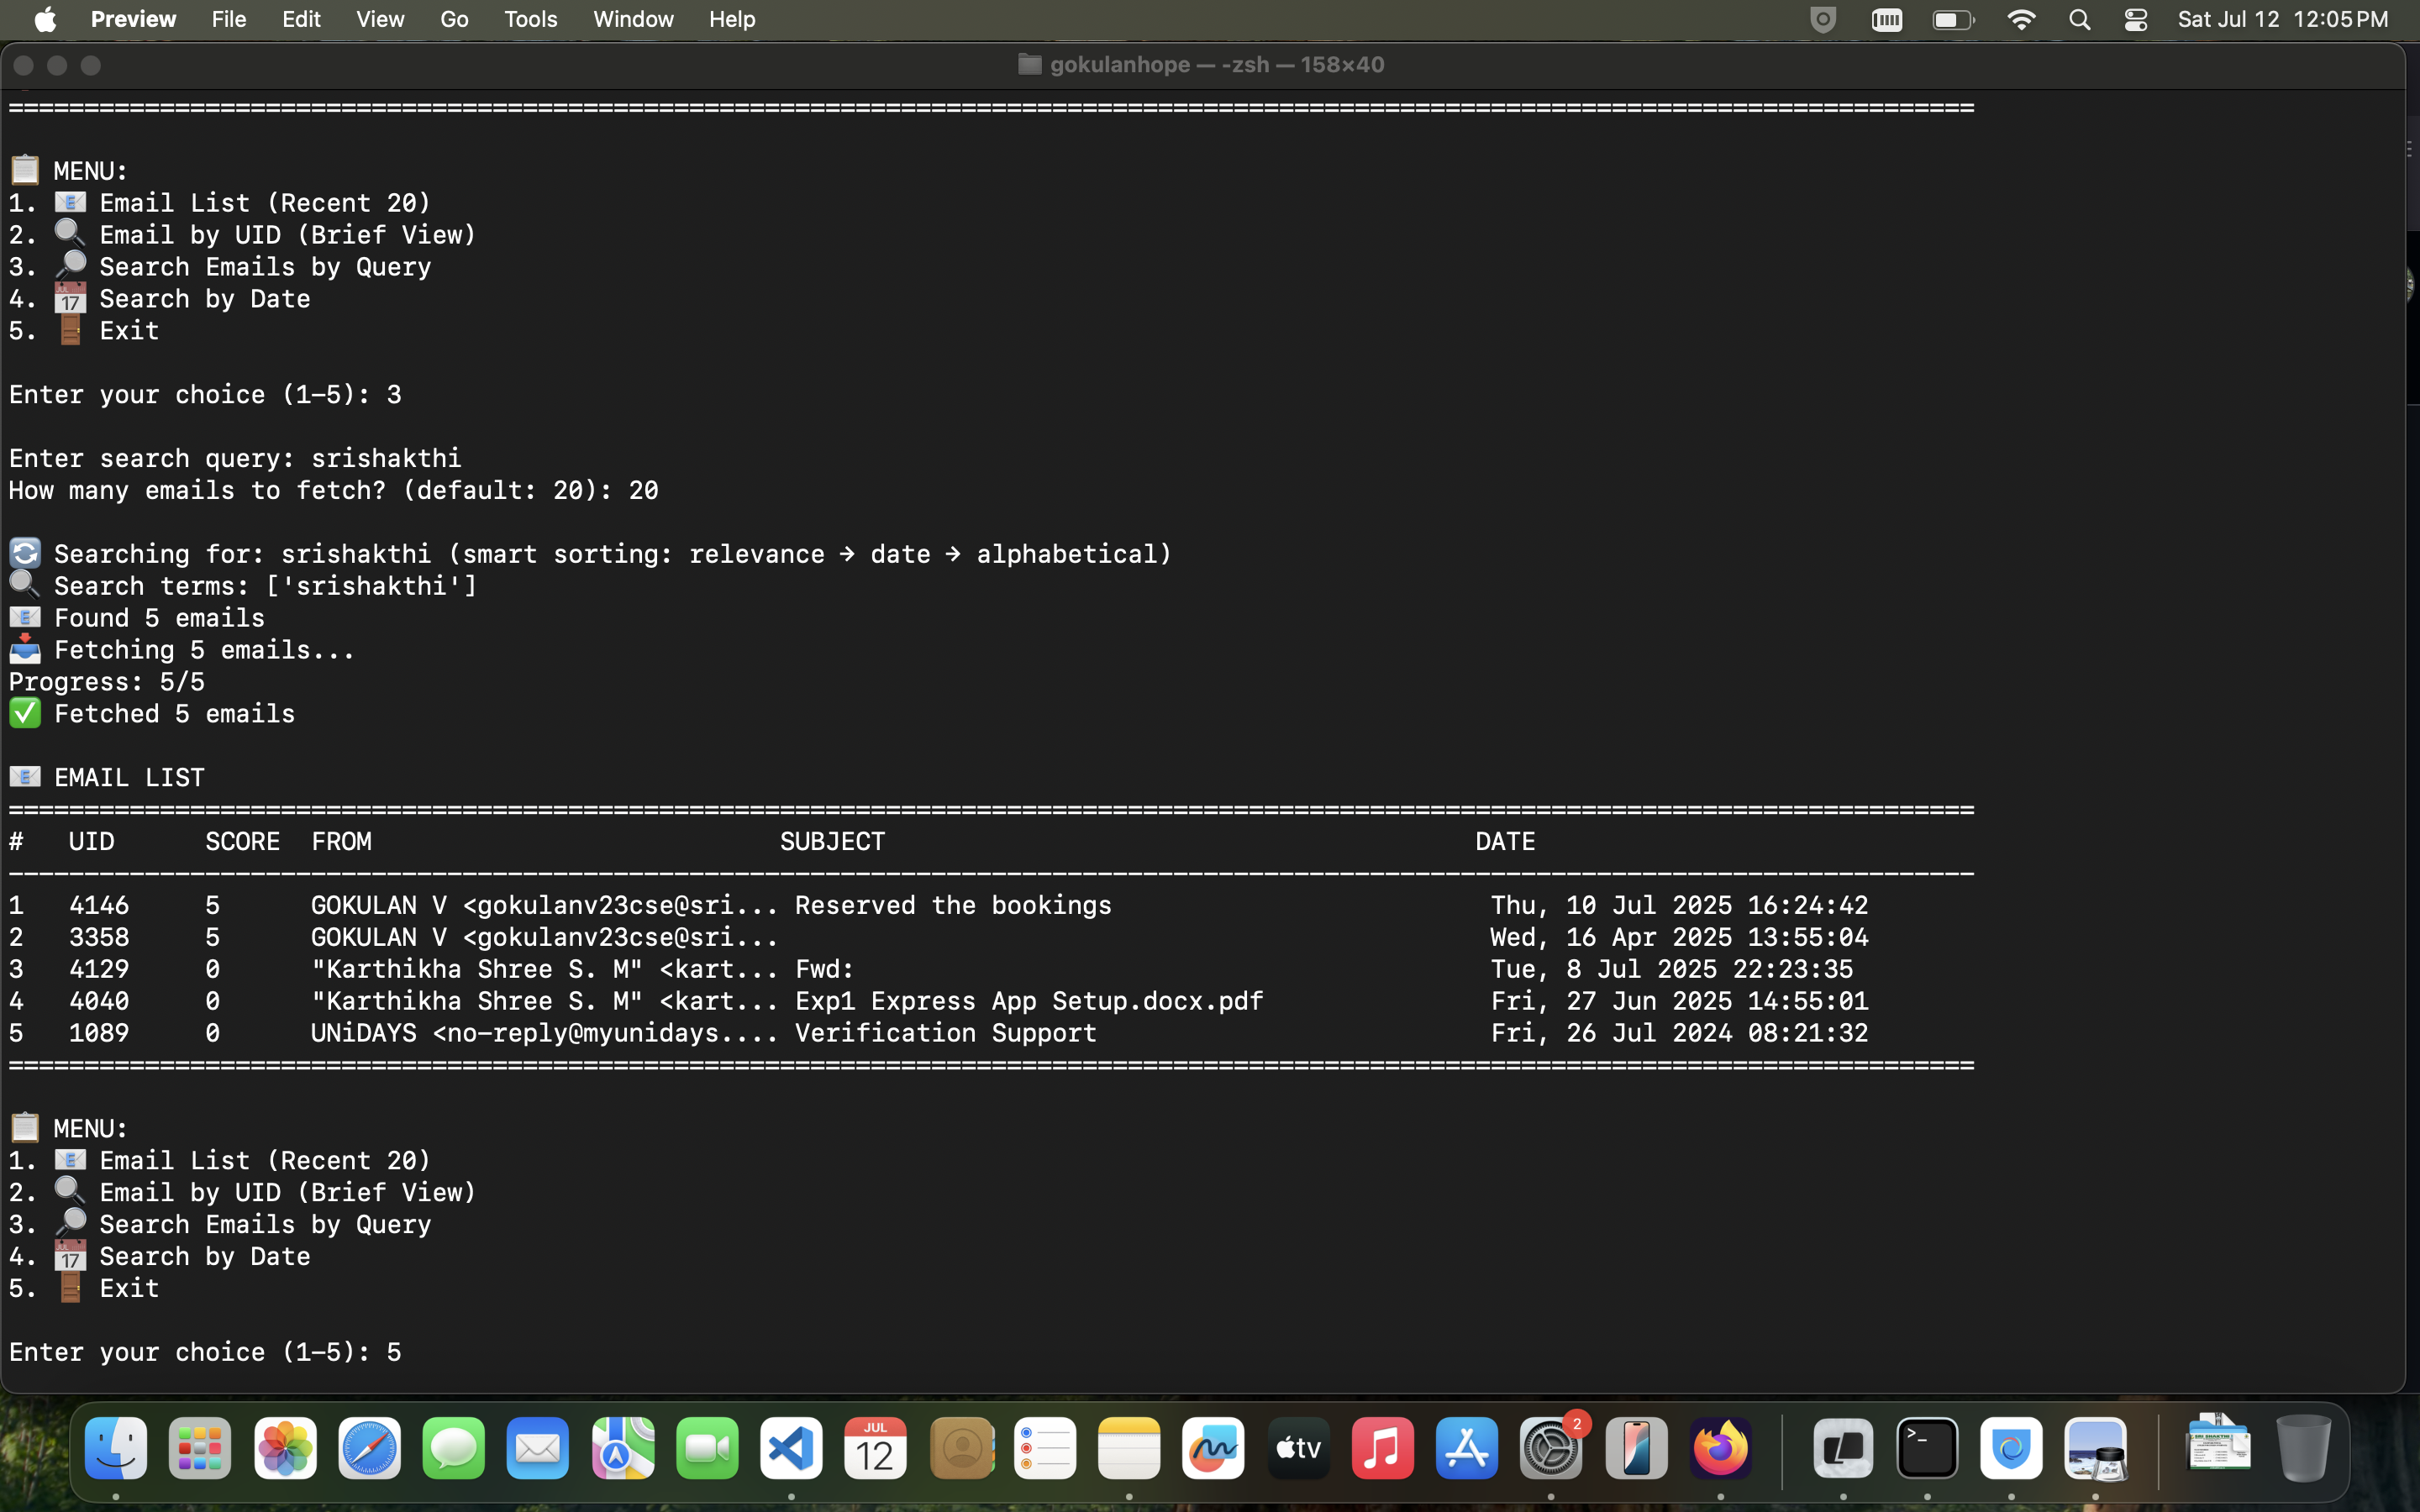 Preview File Edit View Go Tools Window Help Sat Jul 12 12:05 PM
gokulanhope — -zsh — 158×40
==================================================================================================================================
📋 MENU:
1. 📧 Email List (Recent 20)
2. 🔍 Email by UID (Brief View)
3. 🔎 Search Emails by Query
4. 📅 Search by Date
5. 🚪 Exit
Enter your choice (1-5): 3
Enter search query: srishakthi
How many emails to fetch? (default: 20): 20
🔄 Searching for: srishakthi (smart sorting: relevance → date → alphabetical)
🔍 Search terms: ['srishakthi']
📧 Found 5 emails
📥 Fetching 5 emails...
Progress: 5/5
✅ Fetched 5 emails
📧 EMAIL LIST
==================================================================================================================================
# UID SCORE FROM SUBJECT DATE
----------------------------------------------------------------------------------------------------------------------------------
1 4146 5 GOKULAN V <gokulanv23cse@sri... Reserved the bookings Thu, 10 Jul 2025 16:24:42
2 3358 5 GOKULAN V <gokulanv23cse@sri... Wed, 16 Apr 2025 13:55:04
3 4129 0 "Karthikha Shree S. M" <kart... Fwd: Tue, 8 Jul 2025 22:23:35
4 4040 0 "Karthikha Shree S. M" <kart... Exp1 Express App Setup.docx.pdf Fri, 27 Jun 2025 14:55:01
5 1089 0 UNiDAYS <no-reply@myunidays.... Verification Support Fri, 26 Jul 2024 08:21:32
==================================================================================================================================
📋 MENU:
1. 📧 Email List (Recent 20)
2. 🔍 Email by UID (Brief View)
3. 🔎 Search Emails by Query
4. 📅 Search by Date
5. 🚪 Exit
Enter your choice (1-5): 5
JUL
12
tv
2